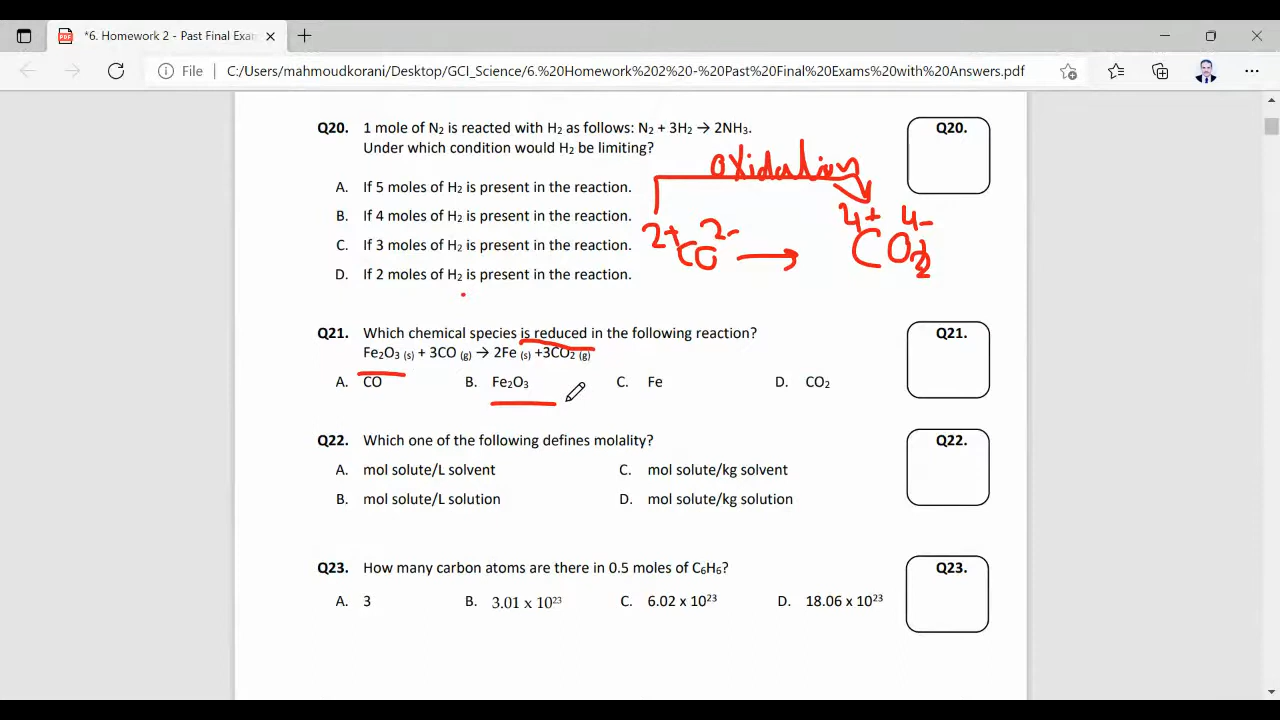 *6. Homework 2 - Past Final Exa
File C:/Users/mahmoudkorani/Desktop/GCI_Science/6.%20Homework%202%20-%20Past%20Final%20Exams%20with%20Answers.pdf
Q20. 1 mole of N₂ is reacted with H₂ as follows: N₂ + 3H₂ → 2NH₃. Q20.
Under which condition would H₂ be limiting?
oxidation
A. If 5 moles of H₂ is present in the reaction.
B. If 4 moles of H₂ is present in the reaction.
2+ 2- 4+ 4-
C. If 3 moles of H₂ is present in the reaction.
CO → CO₂
D. If 2 moles of H₂ is present in the reaction.
Q21. Which chemical species is reduced in the following reaction? Q21.
Fe₂O₃ (s) + 3CO (g) → 2Fe (s) +3CO₂ (g)
A. CO B. Fe₂O₃ C. Fe D. CO₂
Q22. Which one of the following defines molality? Q22.
A. mol solute/L solvent C. mol solute/kg solvent
B. mol solute/L solution D. mol solute/kg solution
Q23. How many carbon atoms are there in 0.5 moles of C₆H₆? Q23.
A. 3 B. 3.01 x 10²³ C. 6.02 x 10²³ D. 18.06 x 10²³